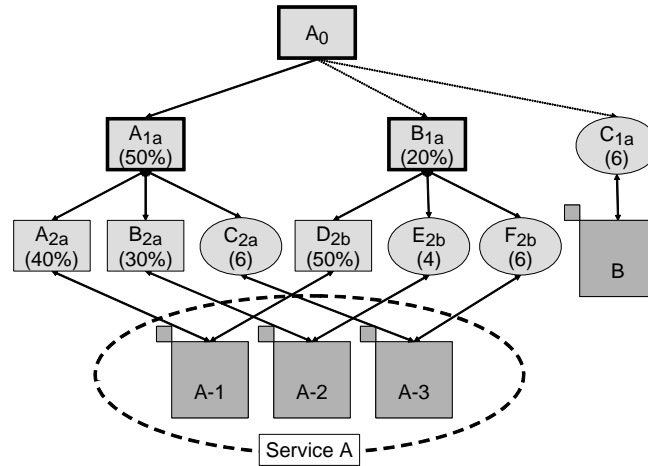 A0
A1a
(50%)
B1a
(20%)
C1a
(6)
A2a
(40%)
B2a
(30%)
C2a
(6)
D2b
(50%)
E2b
(4)
F2b
(6)
B
A-1
A-2
A-3
Service A